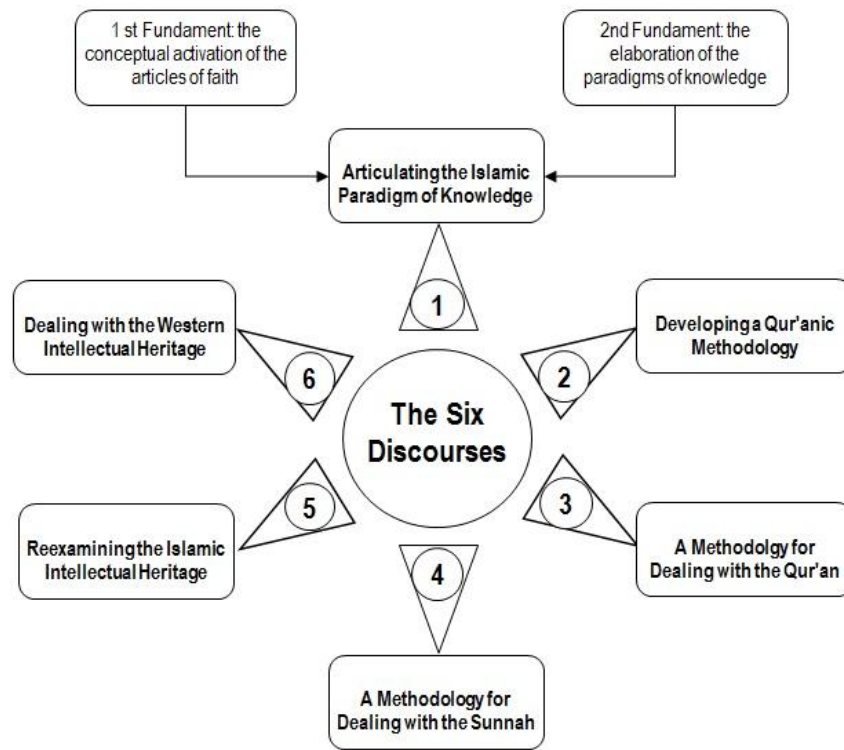 1 st Fundament: the
conceptual activation of the
articles of faith
2nd Fundament: the
elaboration of the
paradigms of knowledge
Articulating the Islamic
Paradigm of Knowledge
1
Dealing with the Western
Intellectual Heritage
Developing a Qur'anic
Methodology
6
2
The Six
Discourses
5
3
Reexamining the Islamic
Intellectual Heritage
A Methodolgy for
Dealing with the Qur'an
4
A Methodology for
Dealing with the Sunnah